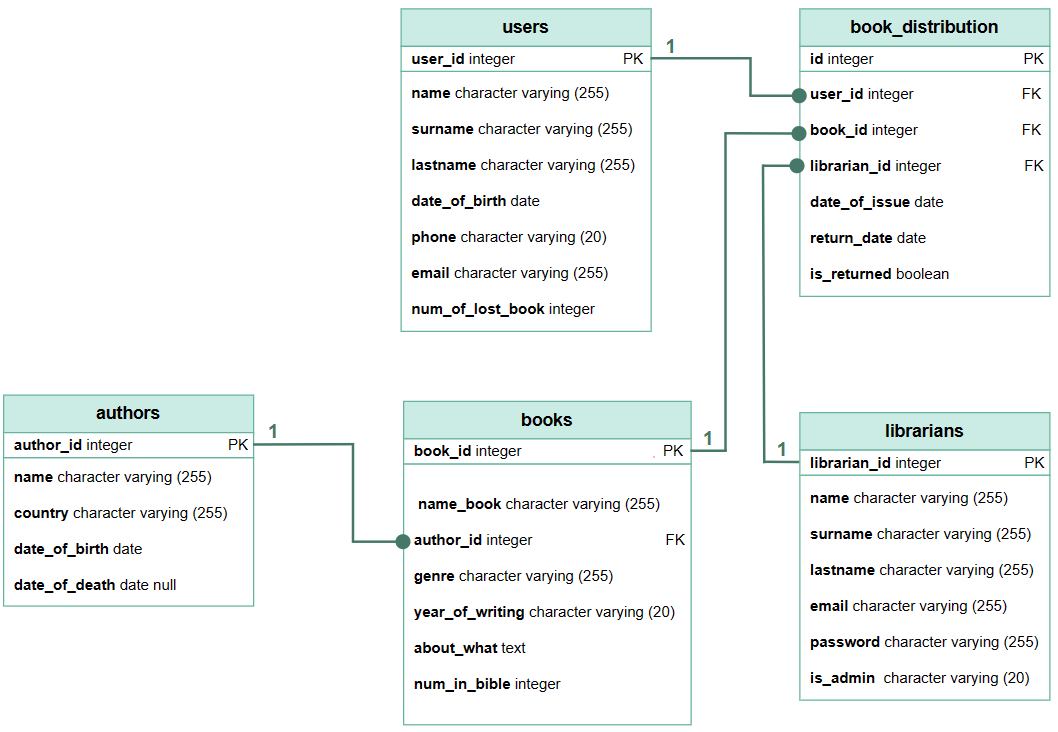 users
user_id integer PK
name character varying (255)
surname character varying (255)
lastname character varying (255)
date_of_birth date
phone character varying (20)
email character varying (255)
num_of_lost_book integer
1
book_distribution
id integer PK
user_id integer FK
book_id integer FK
librarian_id integer FK
date_of_issue date
return_date date
is_returned boolean
authors
author_id integer PK
name character varying (255)
country character varying (255)
date_of_birth date
date_of_death date null
1
books
book_id integer PK
name_book character varying (255)
author_id integer FK
genre character varying (255)
year_of_writing character varying (20)
about_what text
num_in_bible integer
1
librarians
1
librarian_id integer PK
name character varying (255)
surname character varying (255)
lastname character varying (255)
email character varying (255)
password character varying (255)
is_admin character varying (20)